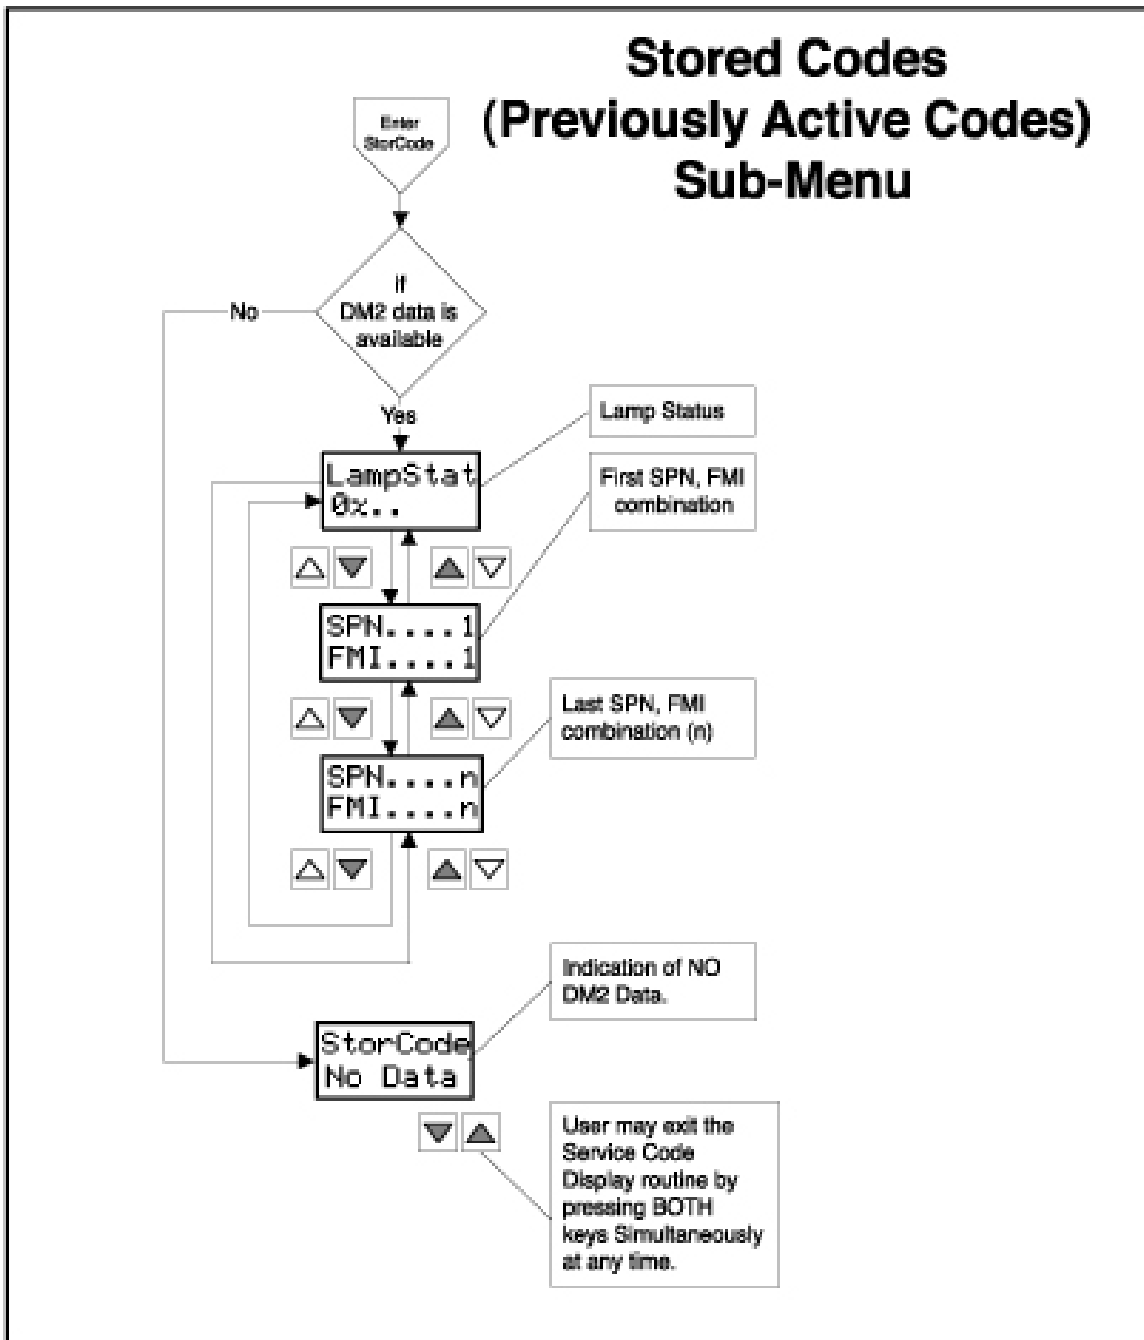 Stored Codes
(Previously Active Codes)
Sub-Menu
Enter
StorCode
If
DM2 data is
available
No
Yes
Lamp Status
LampStat
0x..
First SPN, FMI
combination
SPN....1
FMI....1
Last SPN, FMI
combination (n)
SPN....n
FMI....n
Indication of NO
DM2 Data.
StorCode
No Data
User may exit the
Service Code
Display routine by
pressing BOTH
keys Simultaneously
at any time.